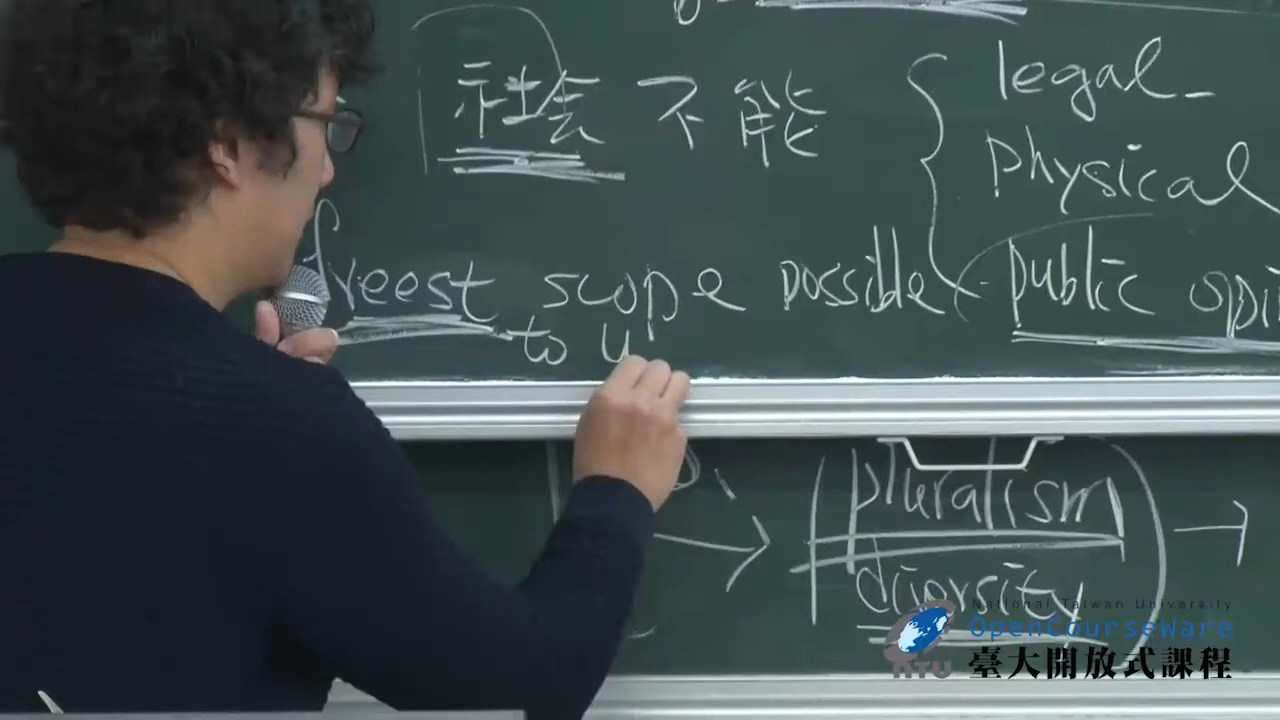 社会不能
legal
physical
freest scope possible
public opi
to u
pluralism
diversity
National Taiwan University
OpenCourseWare
NTU
臺大開放式課程